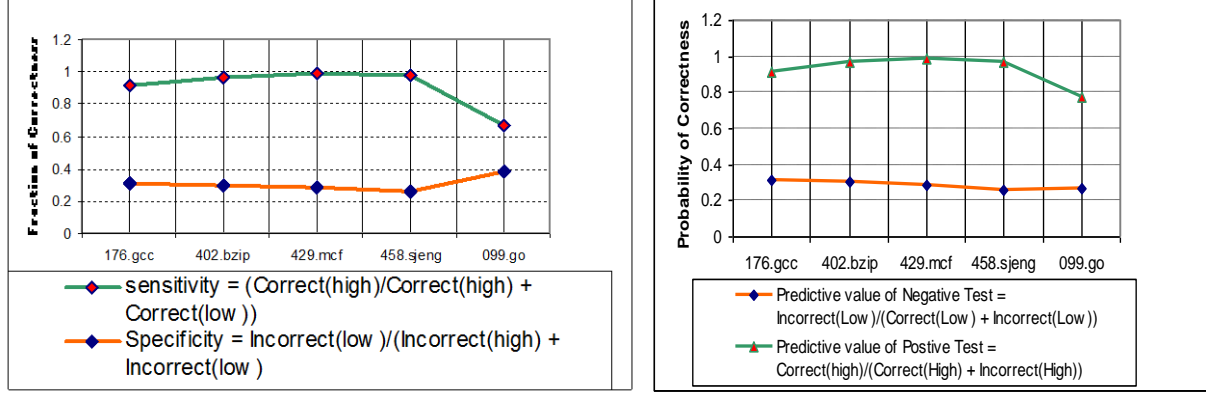 Fraction of Correctness
1.2
1
0.8
0.6
0.4
0.2
0
176.gcc 402.bzip 429.mcf 458.sjeng 099.go
sensitivity = (Correct(high)/Correct(high) +
Correct(low))
Specificity = Incorrect(low)/(Incorrect(high) +
Incorrect(low)
Probability of Correctness
1.2
1
0.8
0.6
0.4
0.2
0
176.gcc 402.bzip 429.mcf 458.sjeng 099.go
Predictive value of Negative Test =
Incorrect(Low)/(Correct(Low) + Incorrect(Low))
Predictive value of Postive Test =
Correct(high)/(Correct(High) + Incorrect(High))